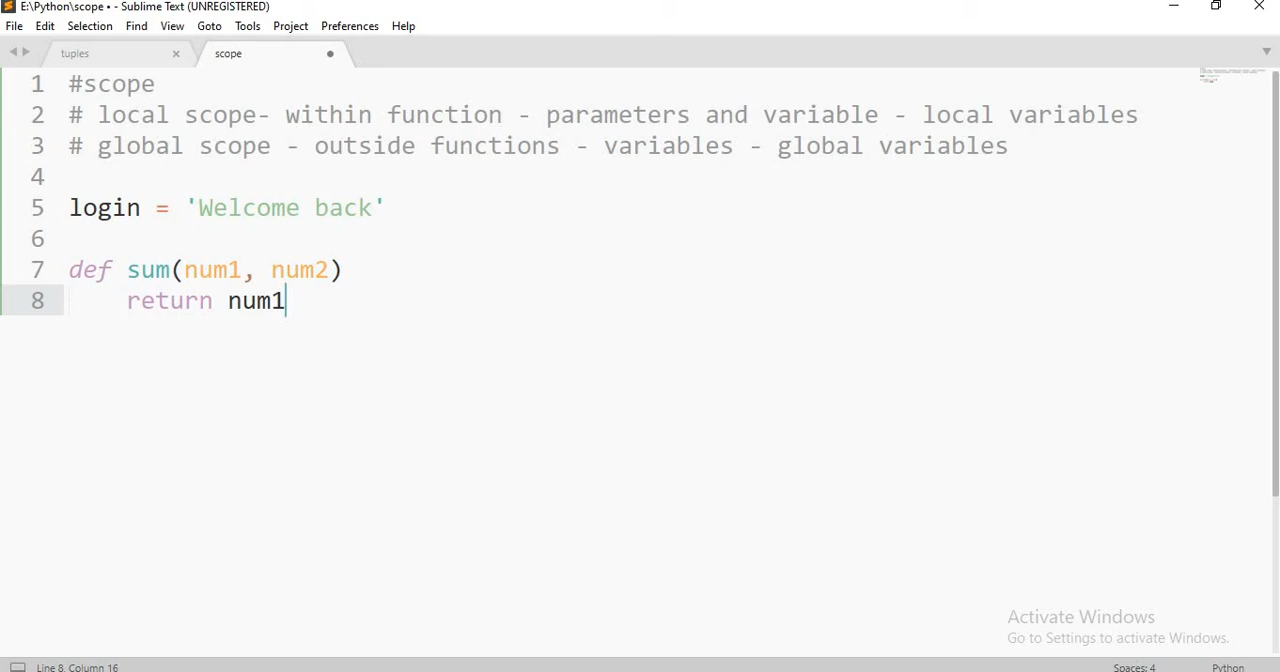 E:\Python\scope • - Sublime Text (UNREGISTERED)
File Edit Selection Find View Goto Tools Project Preferences Help
tuples scope
1 #scope
2 # local scope- within function - parameters and variable - local variables
3 # global scope - outside functions - variables - global variables
4
5 login = 'Welcome back'
6
7 def sum(num1, num2)
8     return num1
Activate Windows
Go to Settings to activate Windows.
Line 8, Column 16 Spaces: 4 Python